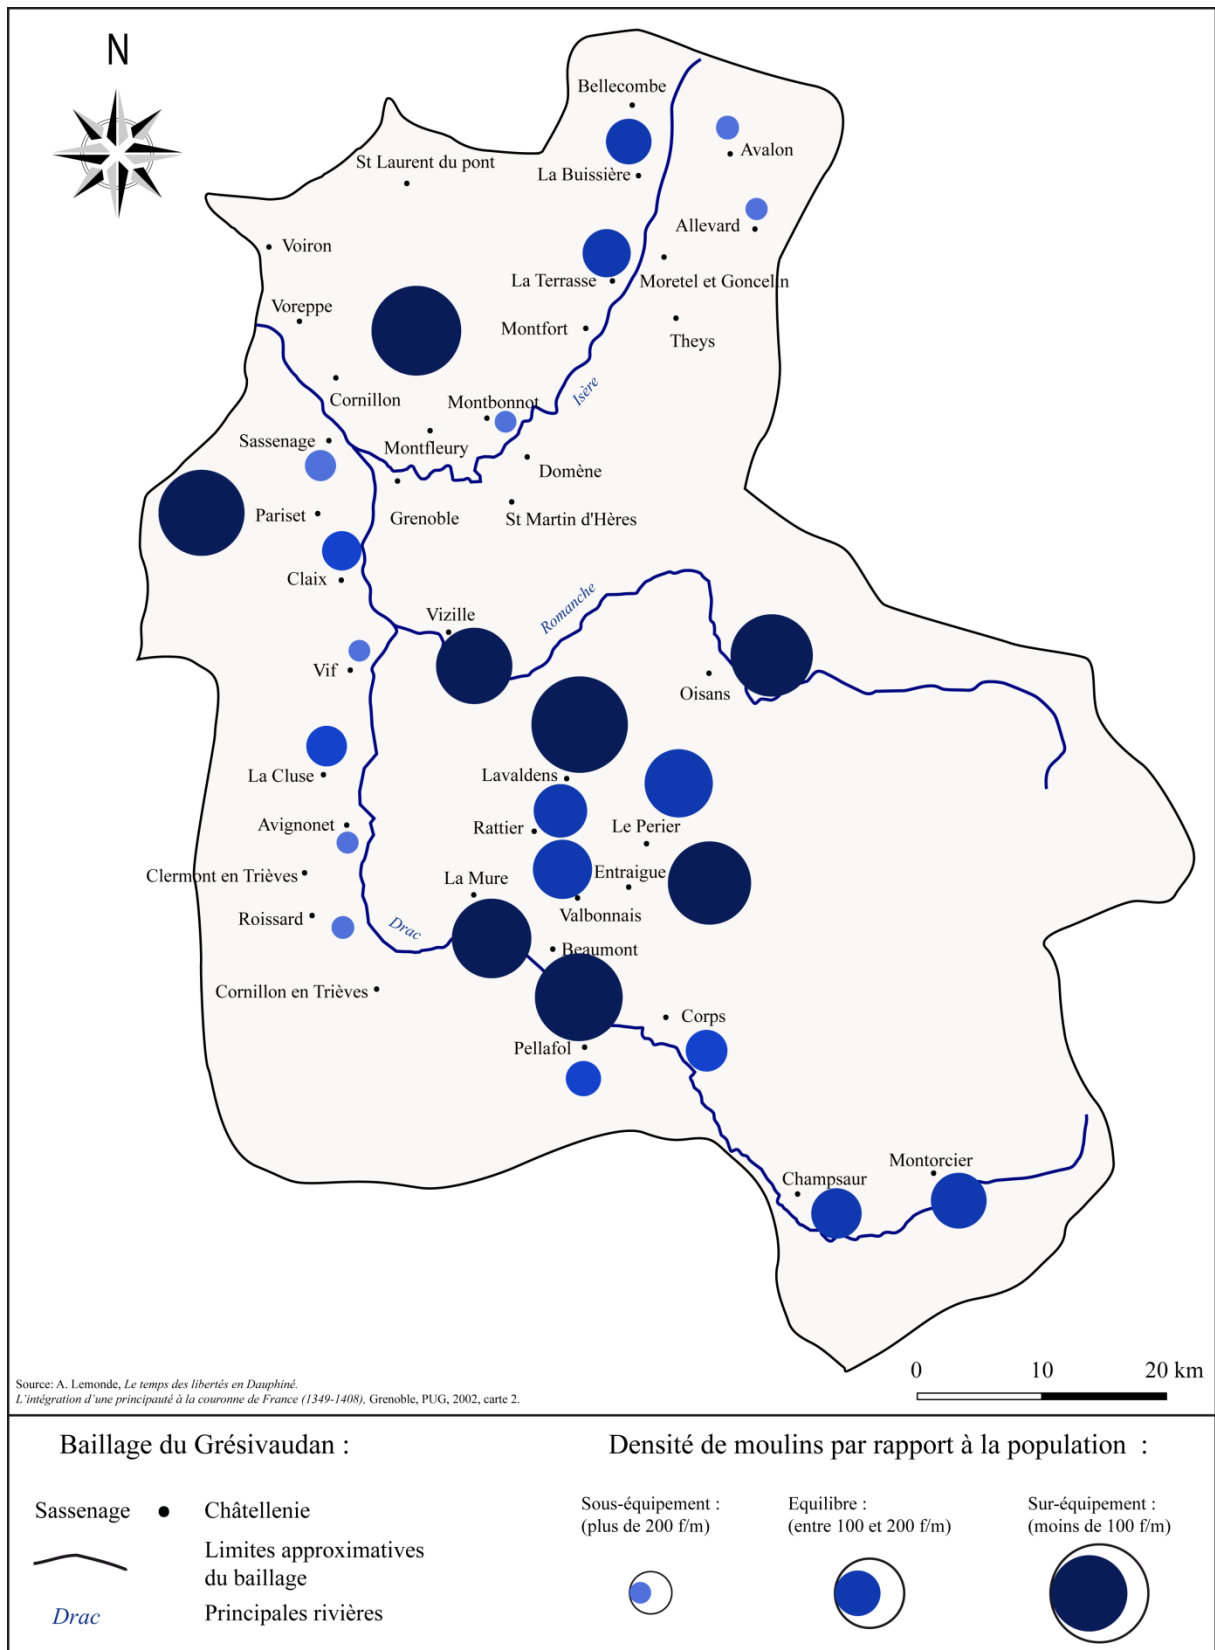 N
Bellecombe
Avalon
St Laurent du pont
La Buissière
Allevard
Voiron
La Terrasse
Moretel et Goncelin
Voreppe
Montfort
Theys
Isère
Cornillon
Montbonnot
Sassenage
Montfleury
Domène
Pariset
Grenoble
St Martin d'Hères
Claix
Vizille
Romanche
Vif
Oisans
La Cluse
Lavaldens
Avignonet
Rattier
Le Perier
Clermont en Trièves
La Mure
Entraigue
Roissard
Valbonnais
Drac
Beaumont
Cornillon en Trièves
Corps
Pellafol
Montorcier
Champsaur
0 10 20 km
Source: A. Lemonde, Le temps des libertés en Dauphiné.
L'intégration d'une principauté à la couronne de France (1349-1408), Grenoble, PUG, 2002, carte 2.
Baillage du Grésivaudan :
Sassenage
Châtellenie
Limites approximatives
du baillage
Drac
Principales rivières
Densité de moulins par rapport à la population :
Sous-équipement :
(plus de 200 f/m)
Equilibre :
(entre 100 et 200 f/m)
Sur-équipement :
(moins de 100 f/m)